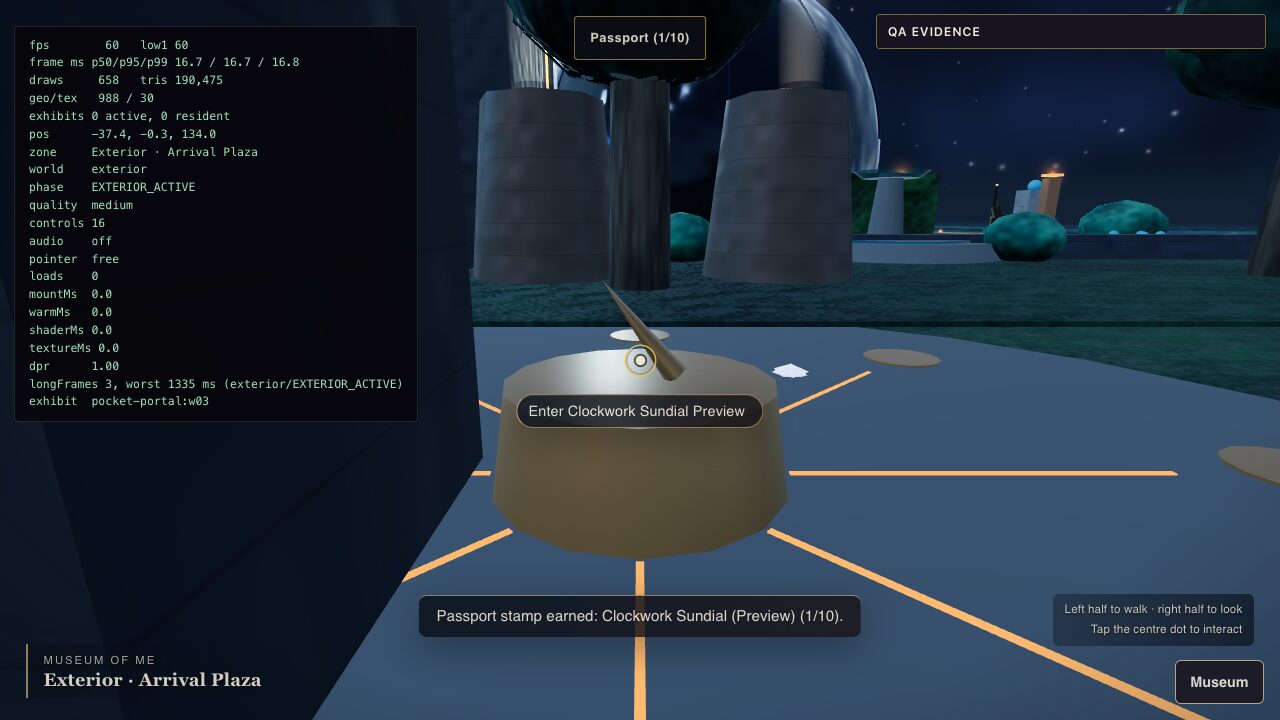 fps 60 low1 60
frame ms p50/p95/p99 16.7 / 16.7 / 16.8
draws 658 tris 190,475
geo/tex 988 / 30
exhibits 0 active, 0 resident
pos −37.4, −0.3, 134.0
zone Exterior · Arrival Plaza
world exterior
phase EXTERIOR_ACTIVE
quality medium
controls 16
audio off
pointer free
loads 0
mountMs 0.0
warmMs 0.0
shaderMs 0.0
textureMs 0.0
dpr 1.00
longFrames 3, worst 1335 ms (exterior/EXTERIOR_ACTIVE)
exhibit pocket-portal:w03
Passport (1/10)
QA EVIDENCE
Enter Clockwork Sundial Preview
Passport stamp earned: Clockwork Sundial (Preview) (1/10).
Left half to walk · right half to look
Tap the centre dot to interact
MUSEUM OF ME
Exterior · Arrival Plaza
Museum